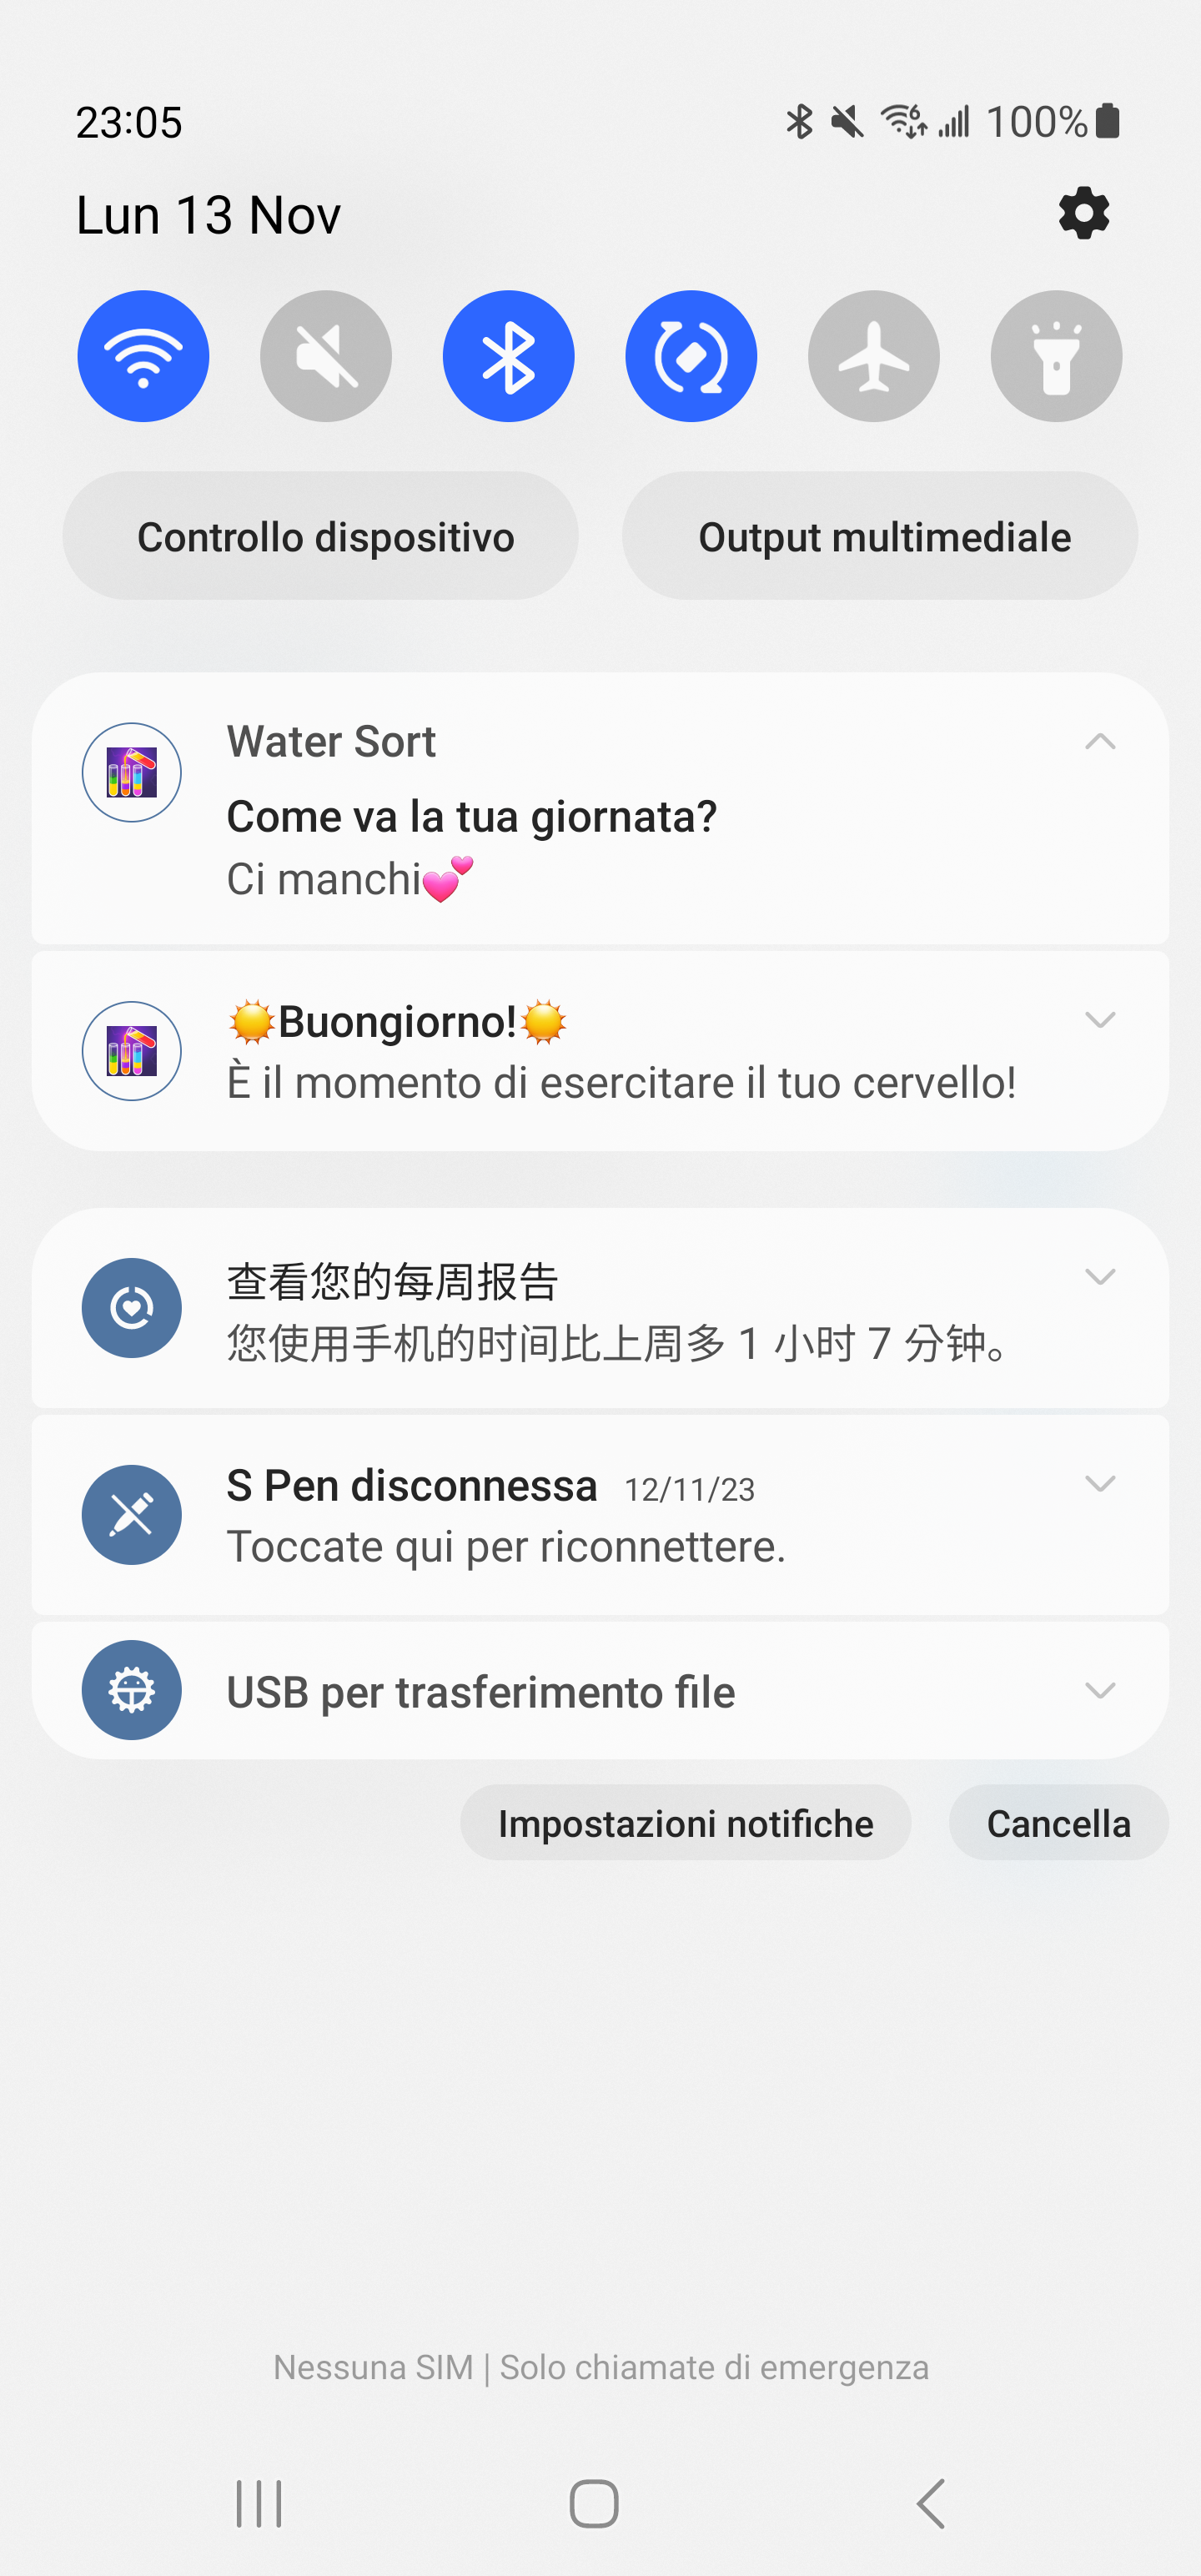 23:05
100%
Lun 13 Nov
Controllo dispositivo
Output multimediale
Water Sort
Come va la tua giornata?
Ci manchi💕
☀️Buongiorno!☀️
È il momento di esercitare il tuo cervello!
查看您的每周报告
您使用手机的时间比上周多 1 小时 7 分钟。
S Pen disconnessa 12/11/23
Toccate qui per riconnettere.
USB per trasferimento file
Impostazioni notifiche
Cancella
Nessuna SIM | Solo chiamate di emergenza